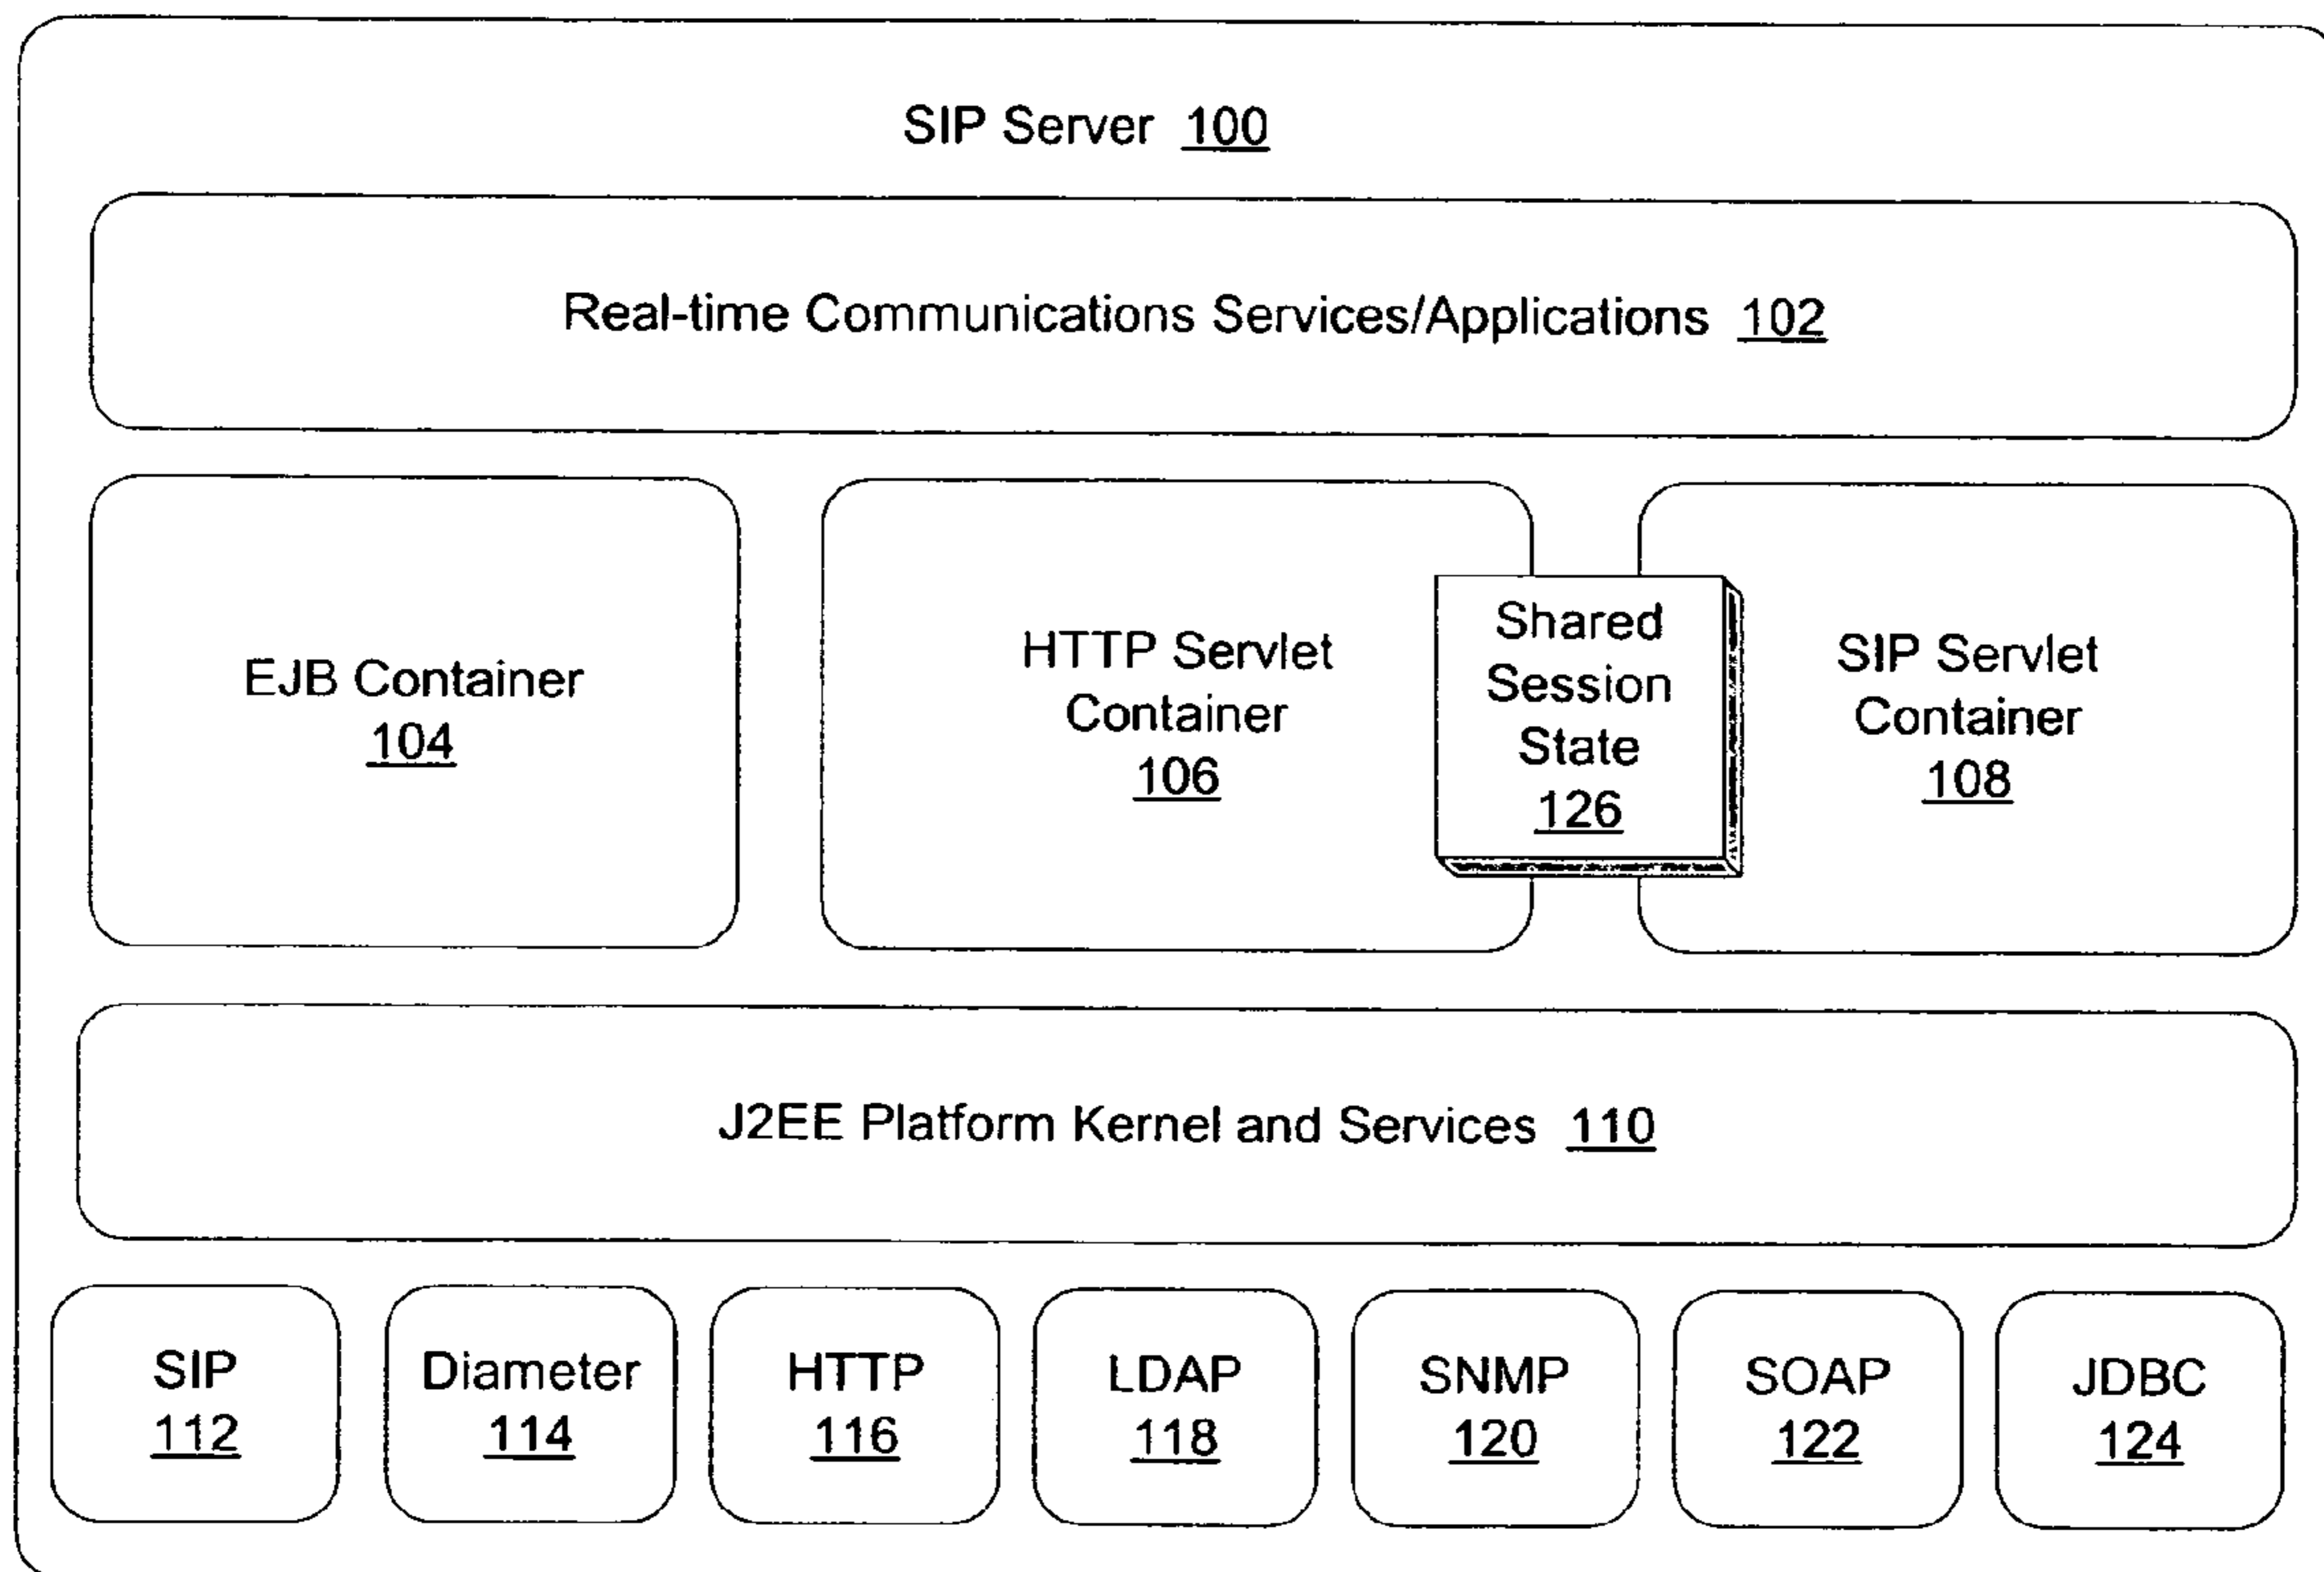 SIP Server 100
Real-time Communications Services/Applications 102
EJB Container
104
HTTP Servlet
Container
106
Shared
Session
State
126
SIP Servlet
Container
108
J2EE Platform Kernel and Services 110
SIP
112
Diameter
114
HTTP
116
LDAP
118
SNMP
120
SOAP
122
JDBC
124